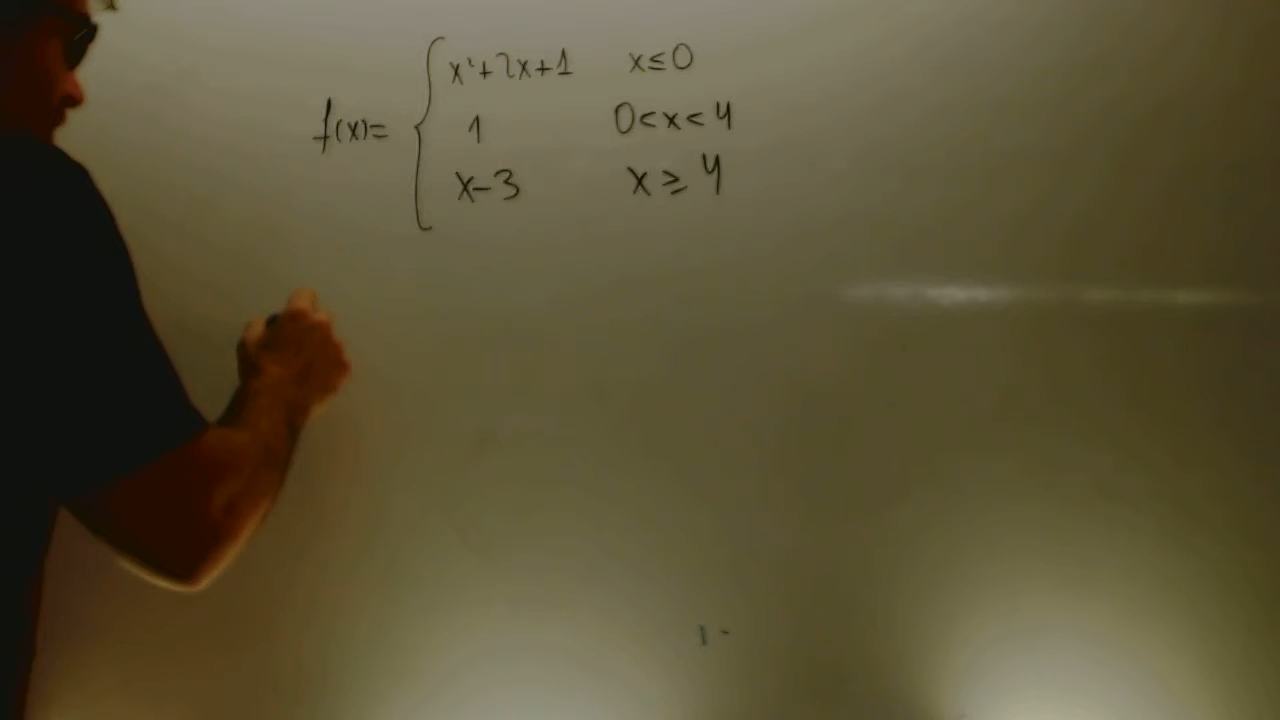 f(x)= { x²+2x+1 x≤0
1 0<x<4
x-3 x≥4